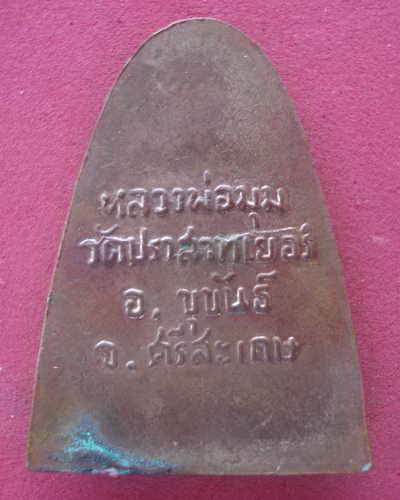 หลวงพ่อมุม
วัดปราสาทเยอร์
อ. ขุขันธ์
จ. ศรีสะเกษ